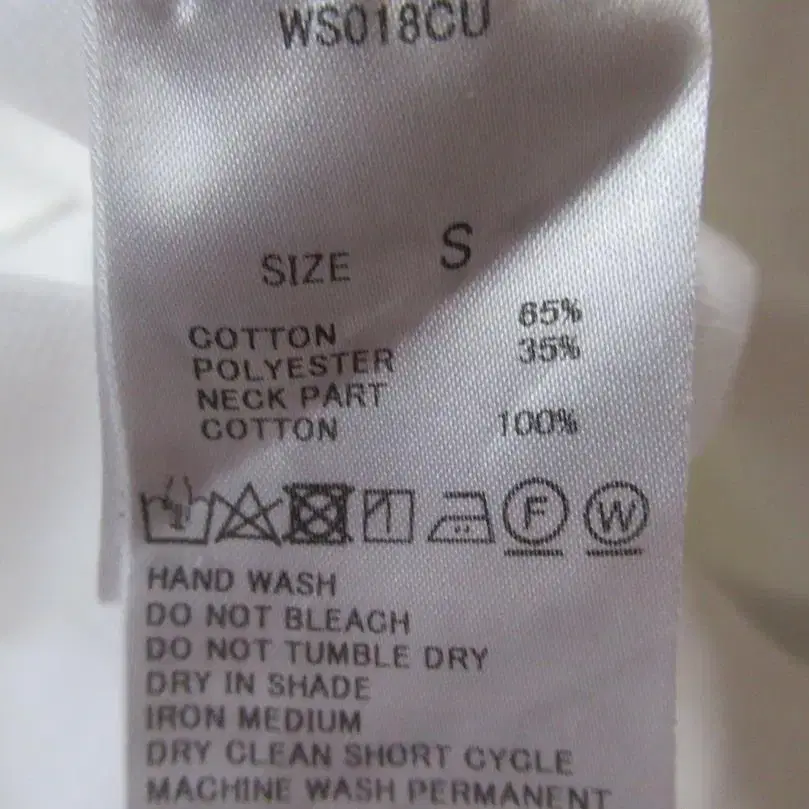 WS018CU
SIZE S
COTTON 65%
POLYESTER 35%
NECK PART
COTTON 100%
F W
HAND WASH
DO NOT BLEACH
DO NOT TUMBLE DRY
DRY IN SHADE
IRON MEDIUM
DRY CLEAN SHORT CYCLE
MACHINE WASH PERMANENT